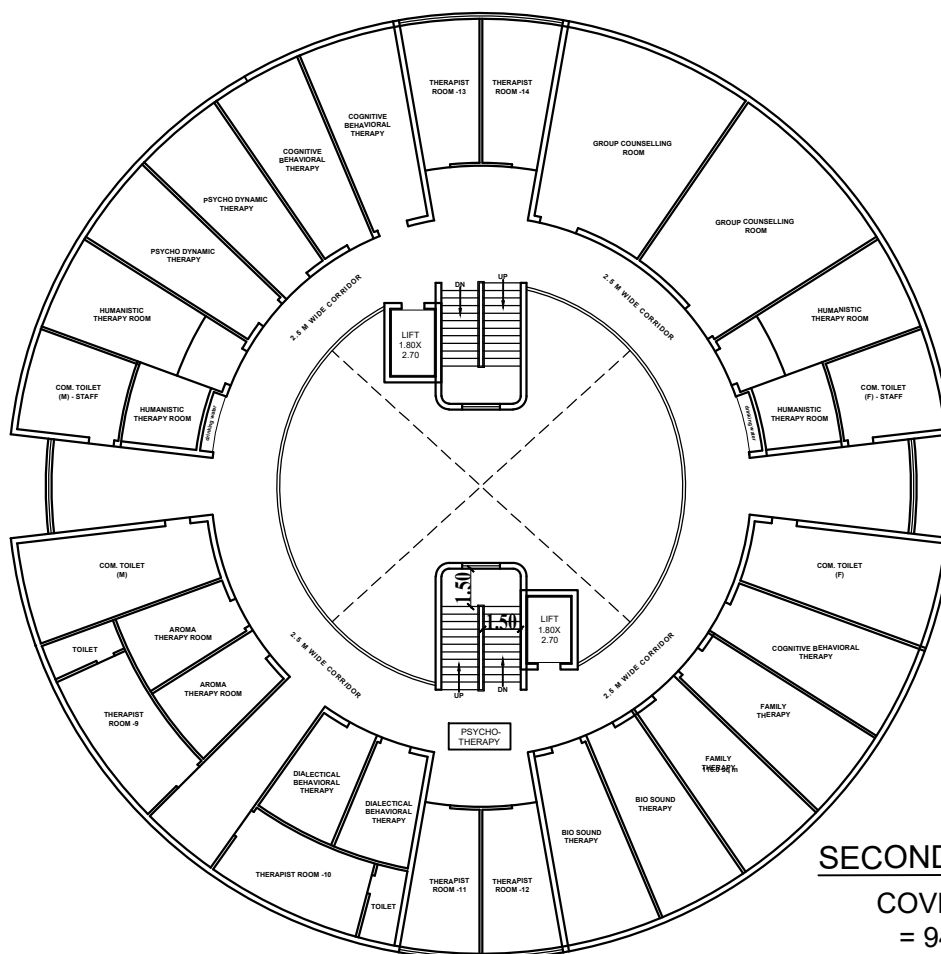 THERAPIST
ROOM -13
THERAPIST
ROOM -14
COGNITIVE
BEHAVIORAL
THERAPY
COGNITIVE
BEHAVIORAL
THERAPY
GROUP COUNSELLING
ROOM
PSYCHO DYNAMIC
THERAPY
GROUP COUNSELLING
ROOM
PSYCHO DYNAMIC
THERAPY
2.5 M WIDE CORRIDOR
DN
UP
2.5 M WIDE CORRIDOR
HUMANISTIC
THERAPY ROOM
HUMANISTIC
THERAPY ROOM
LIFT
1.80X
2.70
COM. TOILET
(M) - STAFF
HUMANISTIC
THERAPY ROOM
drinking water
drinking water
HUMANISTIC
THERAPY ROOM
COM. TOILET
(F) - STAFF
COM. TOILET
(M)
COM. TOILET
(F)
1.50
1.50
LIFT
1.80X
2.70
AROMA
THERAPY ROOM
TOILET
AROMA
THERAPY ROOM
2.5 M WIDE CORRIDOR
UP
DN
2.5 M WIDE CORRIDOR
COGNITIVE BEHAVIORAL
THERAPY
THERAPIST
ROOM -9
FAMILY
THERAPY
PSYCHO-
THERAPY
FAMILY
THERAPY
DIALECTICAL
BEHAVIORAL
THERAPY
DIALECTICAL
BEHAVIORAL
THERAPY
BIO SOUND
THERAPY
BIO SOUND
THERAPY
THERAPIST ROOM -10
TOILET
THERAPIST
ROOM -11
THERAPIST
ROOM -12
SECOND